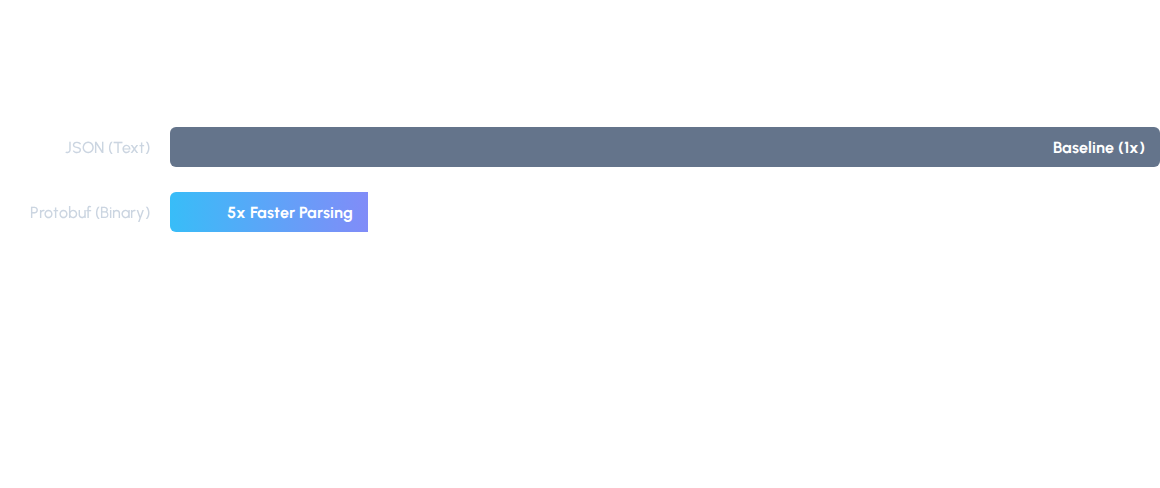 JSON (Text)
Baseline (1x)
Protobuf (Binary)
5x Faster Parsing